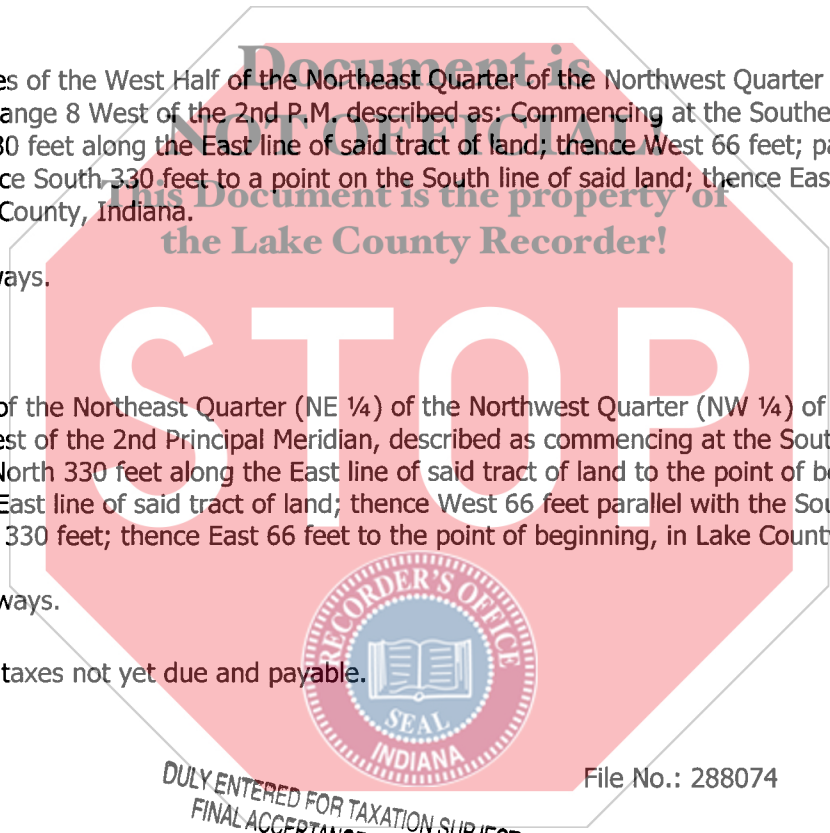 Document is
es of the West Half of the Northeast Quarter of the Northwest Quarter
ange 8 West of the 2nd P.M. described as: Commencing at the Southe
NOT OFFICIAL!
30 feet along the East line of said tract of land; thence West 66 feet; pa
ce South 330 feet to a point on the South line of said land; thence Eas
This Document is the property of
County, Indiana.
the Lake County Recorder!
ways.
STOP
of the Northeast Quarter (NE ¼) of the Northwest Quarter (NW ¼) of
est of the 2nd Principal Meridian, described as commencing at the Sout
North 330 feet along the East line of said tract of land to the point of be
East line of said tract of land; thence West 66 feet parallel with the Sou
330 feet; thence East 66 feet to the point of beginning, in Lake County
ways.
RECORDER'S OFFICE
taxes not yet due and payable.
SEAL
INDIANA
File No.: 288074
DULY ENTERED FOR TAXATION SUBJECT
FINAL ACCEPTANCE